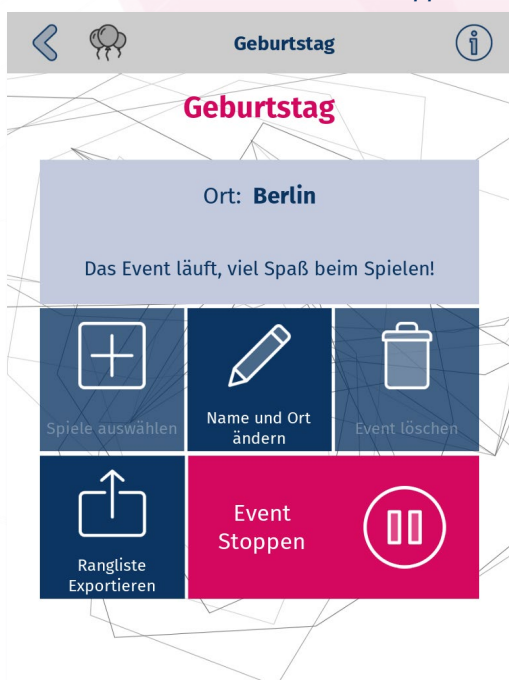 Geburtstag
Geburtstag
Ort: Berlin
Das Event läuft, viel Spaß beim Spielen!
Spiele auswählen
Name und Ort
ändern
Event löschen
Rangliste
Exportieren
Event
Stoppen